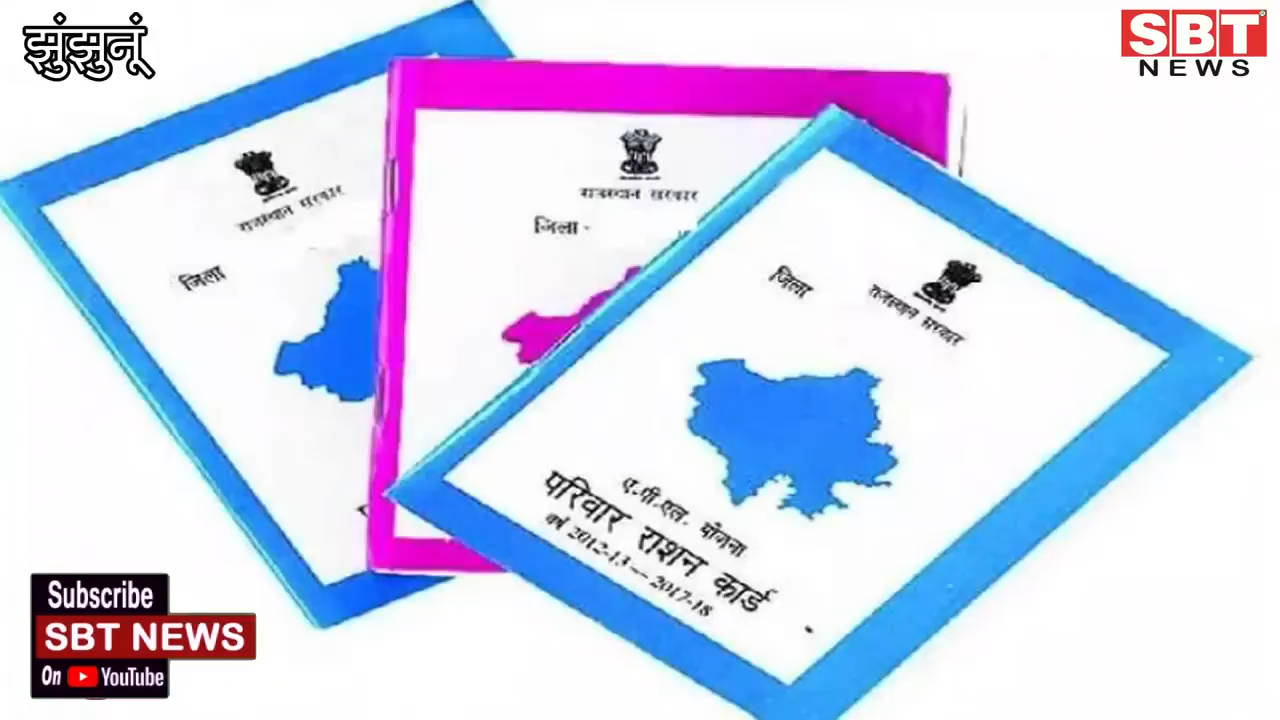 झुंझुनूं
SBT
NEWS
राजस्थान सरकार
जिला
राजस्थान सरकार
जिला -
राजस्थान सरकार
जिला
ए.पी.एल. योजना
परिवार राशन कार्ड
वर्ष 2012-13 — 2017-18
Subscribe
SBT NEWS
On YouTube